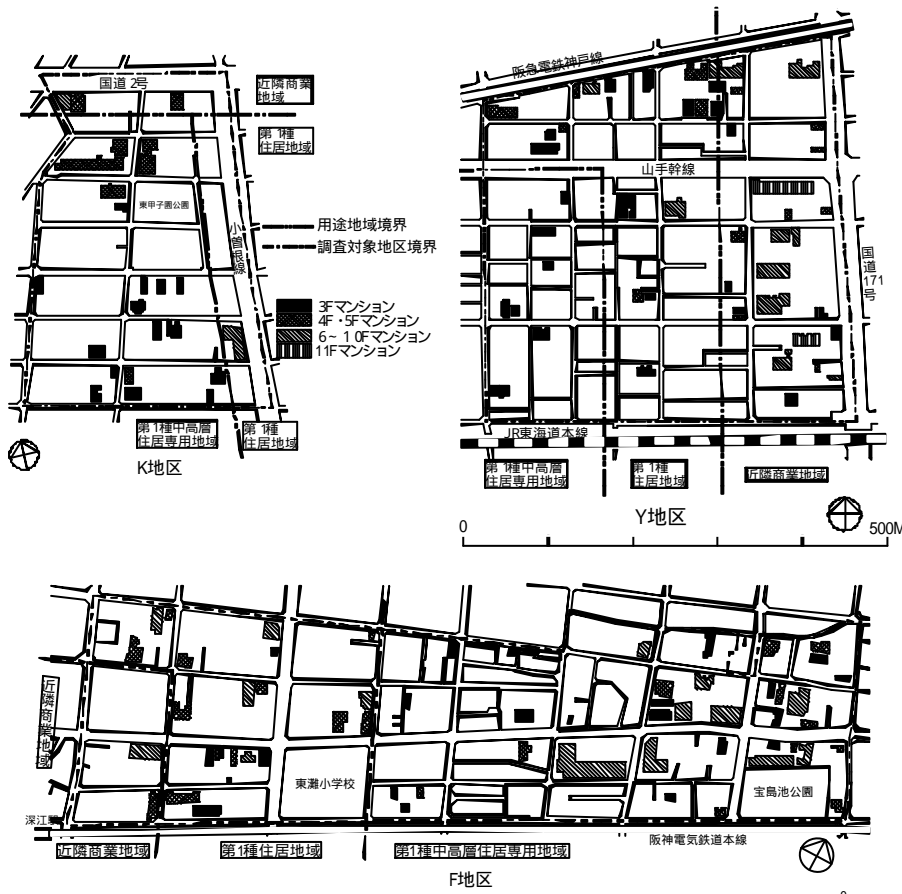 国道 2号
近隣商業
地域
第1種
住居地域
東甲子園公園
小曽根線
用途地域境界
調査対象地区境界
3Fマンション
4F・5Fマンション
6~10Fマンション
11Fマンション
第1種中高層
住居専用地域
第1種
住居地域
K地区
阪急電鉄神戸線
山手幹線
国道171号
JR東海道本線
第1種中高層
住居専用地域
第1種
住居地域
近隣商業地域
Y地区
0
500M
近隣商業地域
東灘小学校
宝島池公園
深江駅
阪神電気鉄道本線
近隣商業地域
第1種住居地域
第1種中高層住居専用地域
F地区